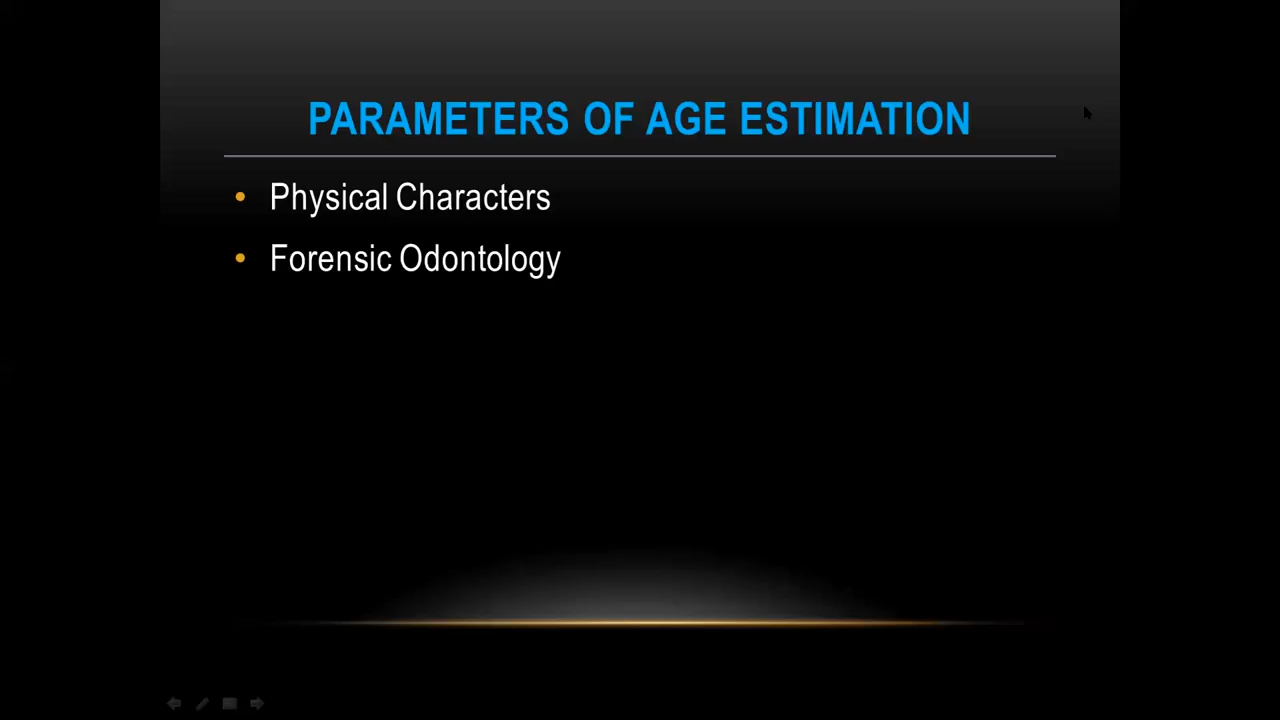 PARAMETERS OF AGE ESTIMATION
• Physical Characters
• Forensic Odontology